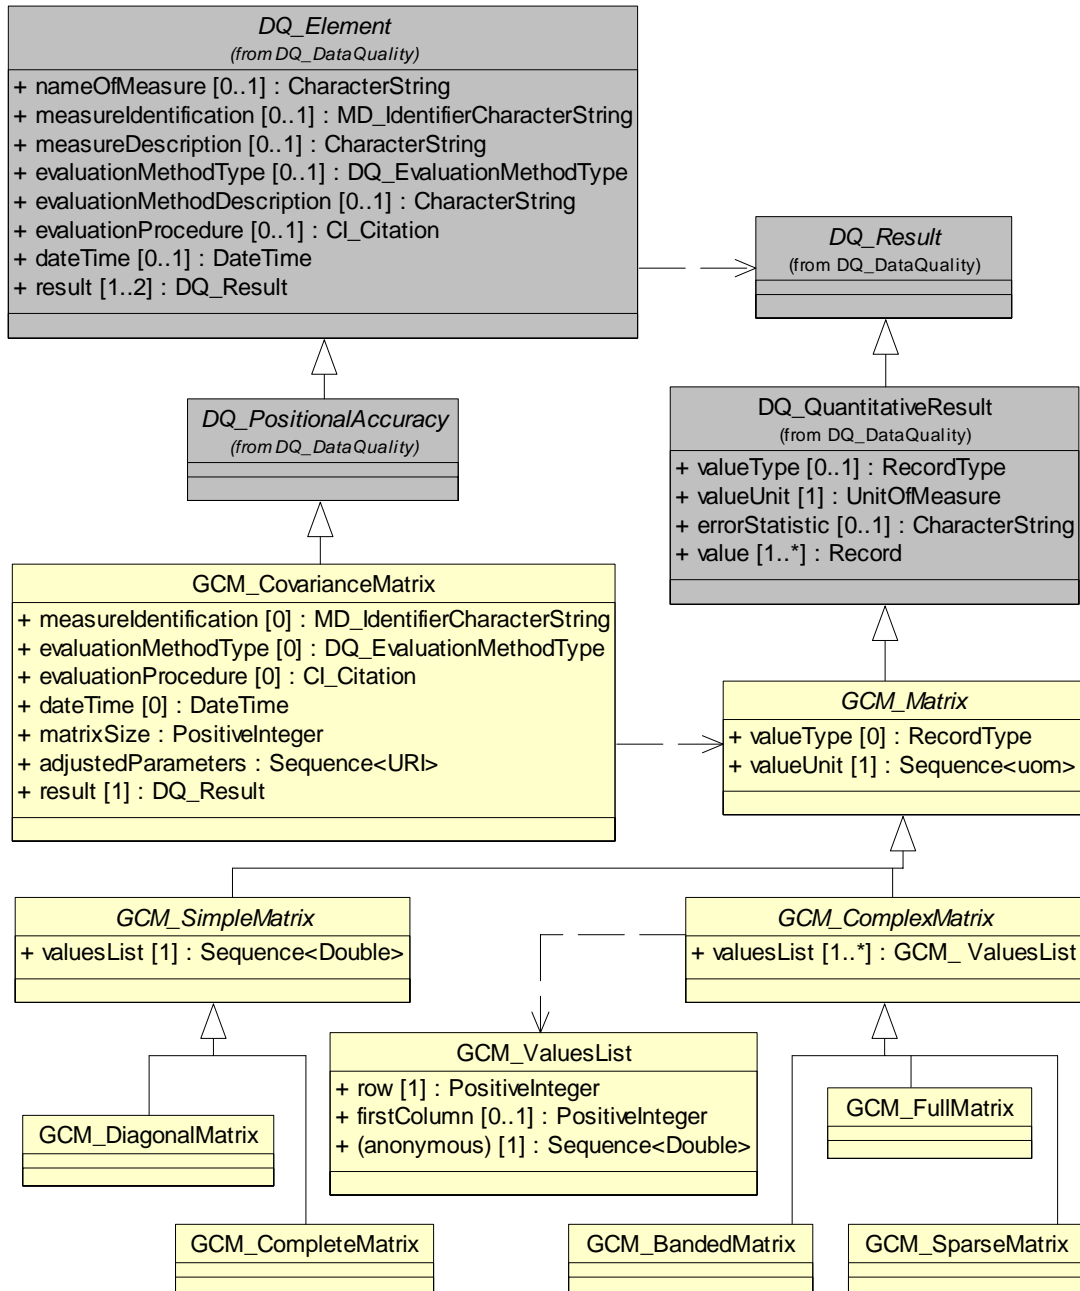 DQ_Element
(from DQ_DataQuality)
+ nameOfMeasure [0..1] : CharacterString
+ measureIdentification [0..1] : MD_IdentifierCharacterString
+ measureDescription [0..1] : CharacterString
+ evaluationMethodType [0..1] : DQ_EvaluationMethodType
+ evaluationMethodDescription [0..1] : CharacterString
+ evaluationProcedure [0..1] : CI_Citation
+ dateTime [0..1] : DateTime
+ result [1..2] : DQ_Result
DQ_Result
(from DQ_DataQuality)
DQ_PositionalAccuracy
(from DQ_DataQuality)
DQ_QuantitativeResult
(from DQ_DataQuality)
+ valueType [0..1] : RecordType
+ valueUnit [1] : UnitOfMeasure
+ errorStatistic [0..1] : CharacterString
+ value [1..*] : Record
GCM_CovarianceMatrix
+ measureIdentification [0] : MD_IdentifierCharacterString
+ evaluationMethodType [0] : DQ_EvaluationMethodType
+ evaluationProcedure [0] : CI_Citation
+ dateTime [0] : DateTime
+ matrixSize : PositiveInteger
+ adjustedParameters : Sequence<URI>
+ result [1] : DQ_Result
GCM_Matrix
+ valueType [0] : RecordType
+ valueUnit [1] : Sequence<uom>
GCM_SimpleMatrix
+ valuesList [1] : Sequence<Double>
GCM_ComplexMatrix
+ valuesList [1..*] : GCM_ ValuesList
GCM_ValuesList
+ row [1] : PositiveInteger
+ firstColumn [0..1] : PositiveInteger
+ (anonymous) [1] : Sequence<Double>
GCM_DiagonalMatrix
GCM_FullMatrix
GCM_CompleteMatrix
GCM_BandedMatrix
GCM_SparseMatrix